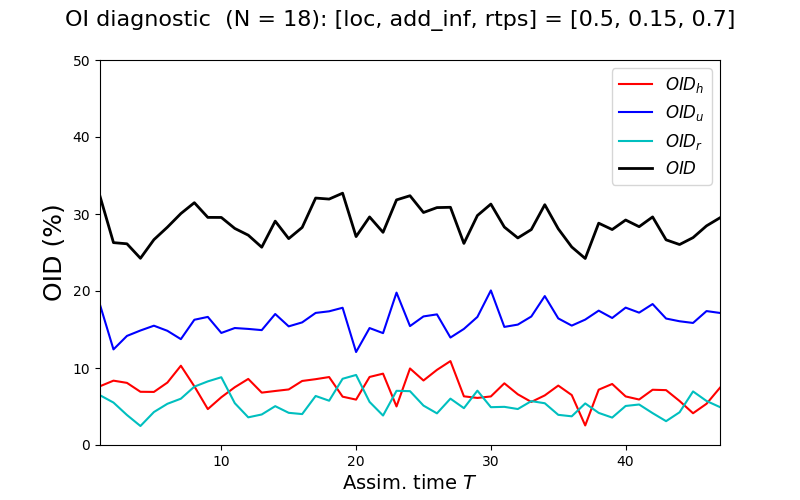 OI diagnostic (N = 18): [loc, add_inf, rtps] = [0.5, 0.15, 0.7]
50
40
30
20
10
0
OID (%)
OID_h
OID_u
OID_r
OID
10 20 30 40
Assim. time T